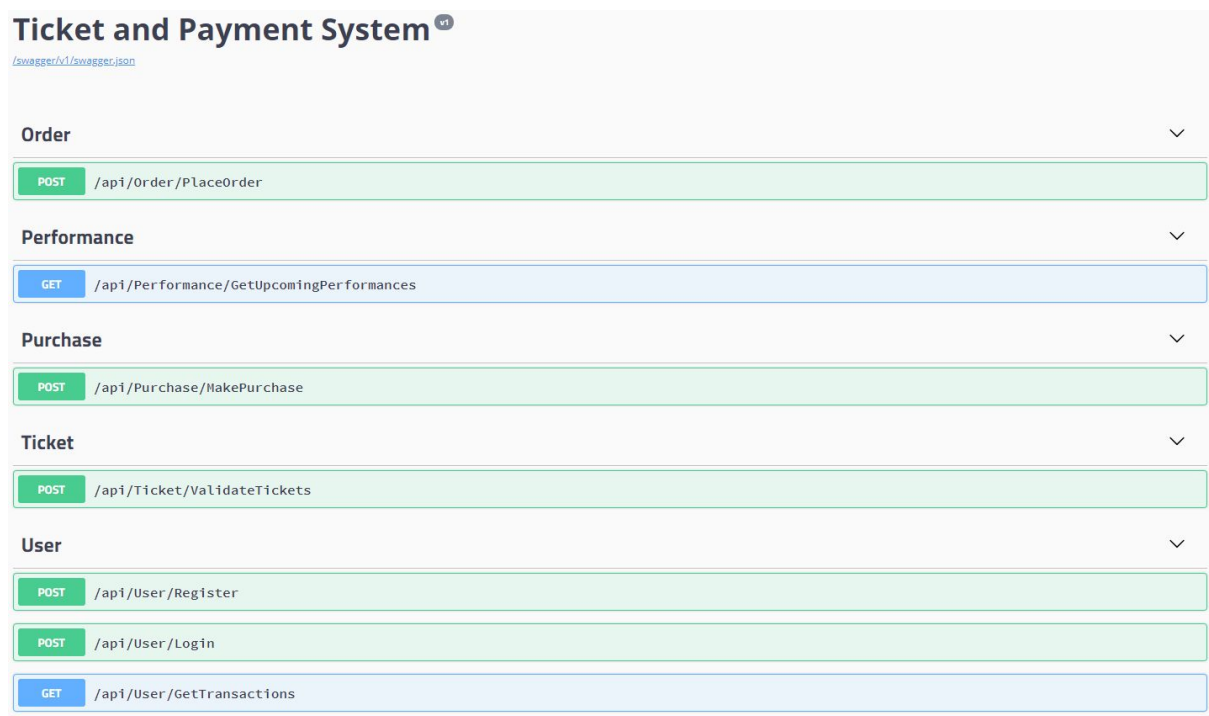 Ticket and Payment System v1
/swagger/v1/swagger.json
Order
POST /api/Order/PlaceOrder
Performance
GET /api/Performance/GetUpcomingPerformances
Purchase
POST /api/Purchase/MakePurchase
Ticket
POST /api/Ticket/ValidateTickets
User
POST /api/User/Register
POST /api/User/Login
GET /api/User/GetTransactions